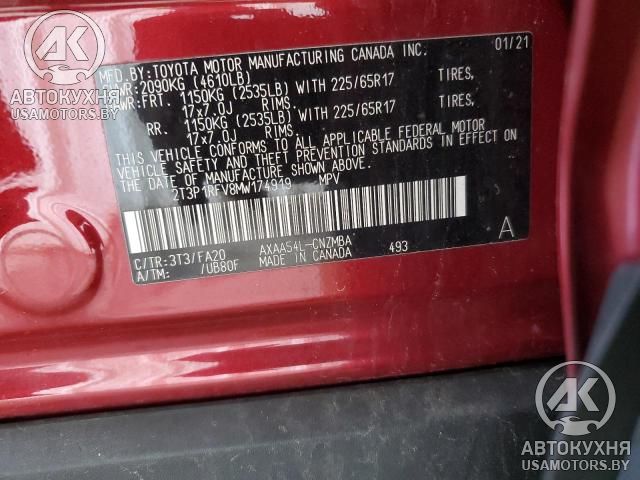 MFD.BY:TOYOTA MOTOR MANUFACTURING CANADA INC. 01/21
WR:2090KG (4610LB)
WR:FRT. 1150KG (2535LB) WITH 225/65R17 TIRES,
17x7.0J RIMS,
RR. 1150KG (2535LB) WITH 225/65R17 TIRES,
17x7.0J RIMS,
THIS VEHICLE CONFORMS TO ALL APPLICABLE FEDERAL MOTOR
VEHICLE SAFETY AND THEFT PREVENTION STANDARDS IN EFFECT
ON THE DATE OF MANUFACTURE SHOWN ABOVE.
2T3P1RFV8MW174919 MPV
A
C/TR:3T3/FA20 AXAA54L-CNZMBA 493
A/TM: /UB80F MADE IN CANADA
АВТОКУХНЯ
USAMOTORS.BY
АВТОКУХНЯ
USAMOTORS.BY